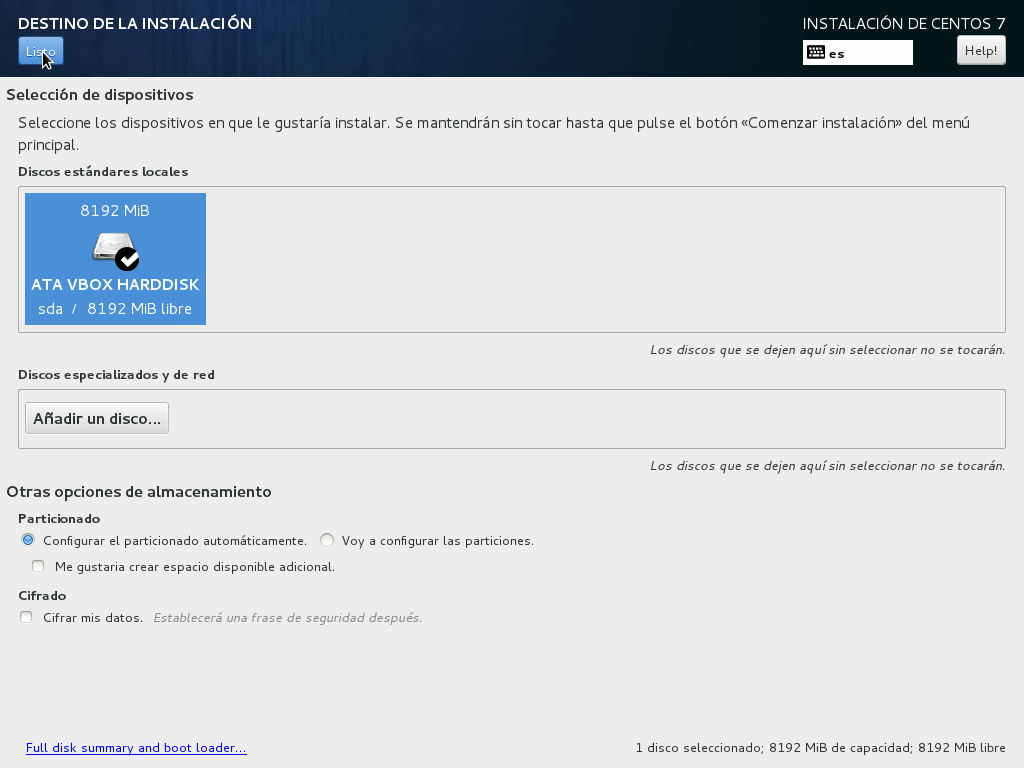 DESTINO DE LA INSTALACIÓN
INSTALACIÓN DE CENTOS 7
Listo
es
Help!
Selección de dispositivos
Seleccione los dispositivos en que le gustaría instalar. Se mantendrán sin tocar hasta que pulse el botón «Comenzar instalación» del menú
principal.
Discos estándares locales
8192 MiB
ATA VBOX HARDDISK
sda / 8192 MiB libre
Los discos que se dejen aquí sin seleccionar no se tocarán.
Discos especializados y de red
Añadir un disco...
Los discos que se dejen aquí sin seleccionar no se tocarán.
Otras opciones de almacenamiento
Particionado
Configurar el particionado automáticamente. Voy a configurar las particiones.
Me gustaria crear espacio disponible adicional.
Cifrado
Cifrar mis datos. Establecerá una frase de seguridad después.
Full disk summary and boot loader...
1 disco seleccionado; 8192 MiB de capacidad; 8192 MiB libre